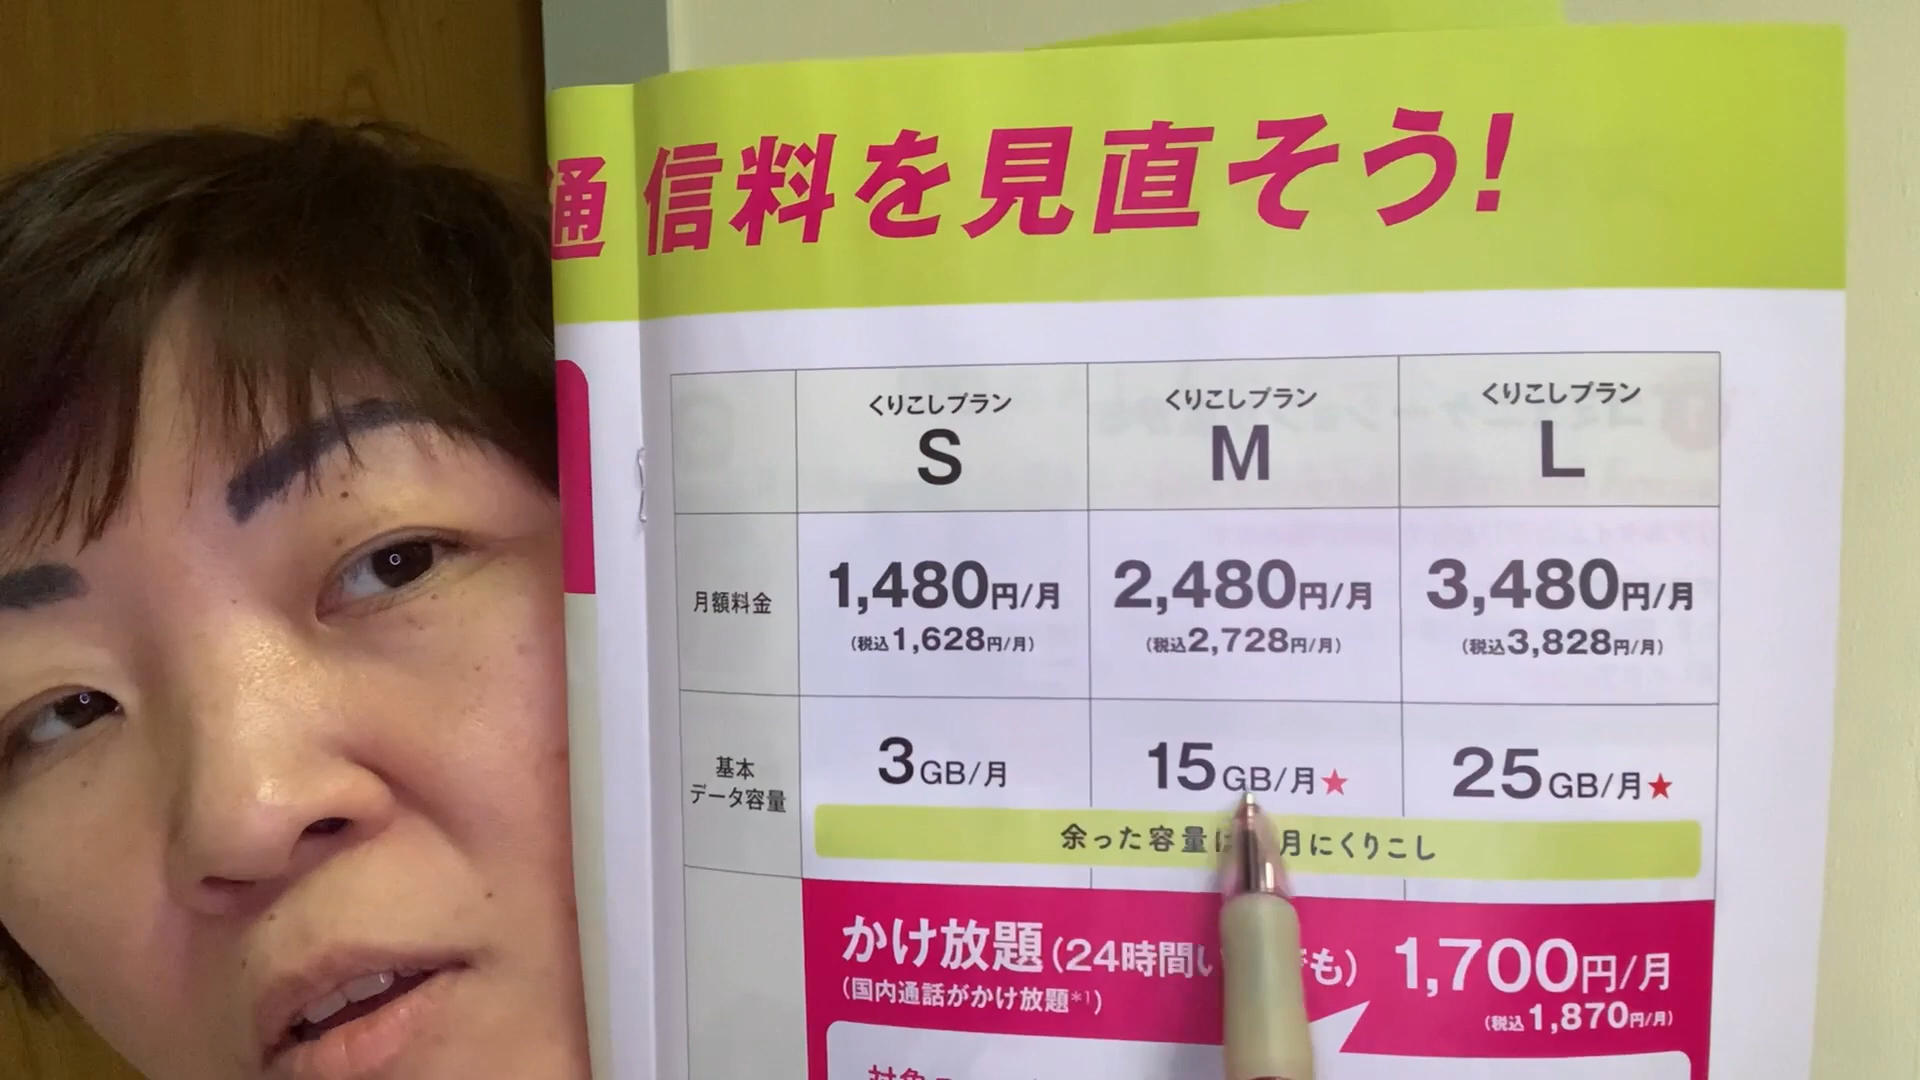 通信料を見直そう!
くりこしプラン S
くりこしプラン M
くりこしプラン L
月額料金
1,480円/月
(税込1,628円/月)
2,480円/月
(税込2,728円/月)
3,480円/月
(税込3,828円/月)
基本
データ容量
3GB/月
15GB/月★
25GB/月★
余った容量は 月にくりこし
かけ放題(24時間い でも)
(国内通話がかけ放題*1)
1,700円/月
(税込1,870円/月)